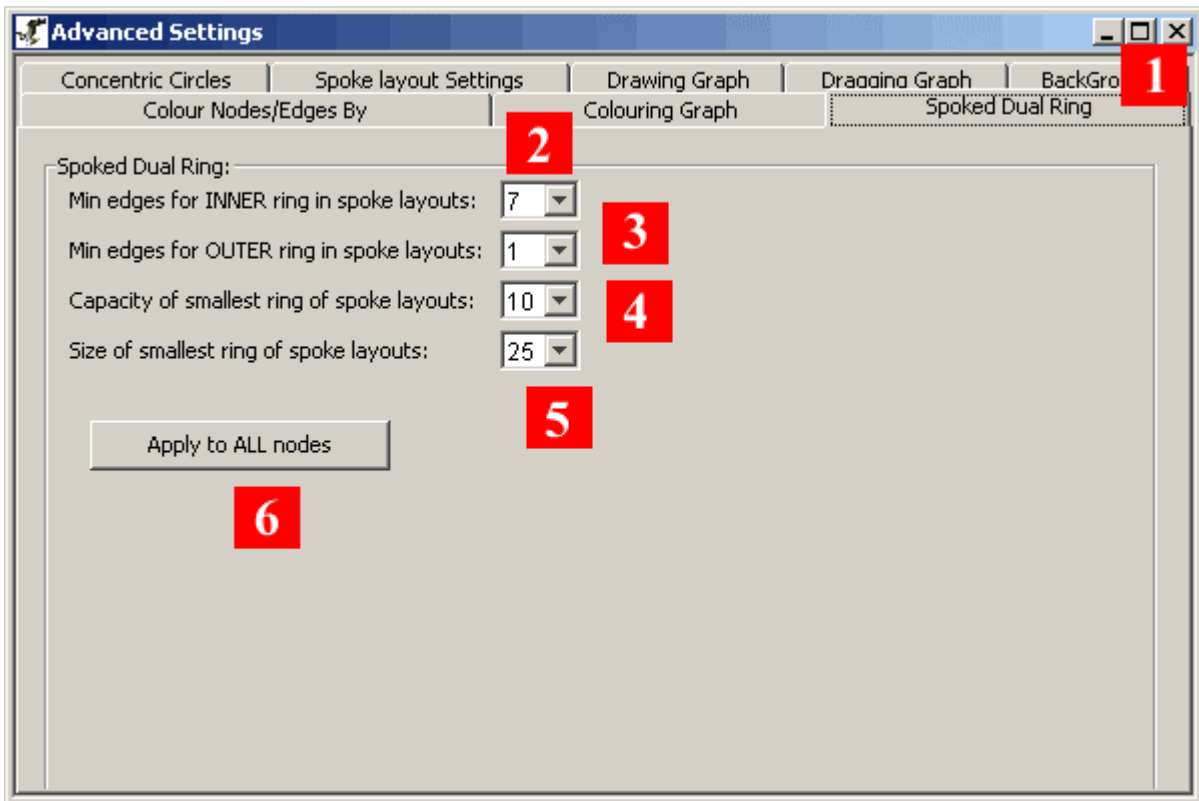 Advanced Settings
1
Concentric Circles Spoke layout Settings Drawing Graph Dragging Graph BackGro
Colour Nodes/Edges By Colouring Graph Spoked Dual Ring
2
Spoked Dual Ring:
Min edges for INNER ring in spoke layouts: 7
3
Min edges for OUTER ring in spoke layouts: 1
Capacity of smallest ring of spoke layouts: 10
4
Size of smallest ring of spoke layouts: 25
5
Apply to ALL nodes
6